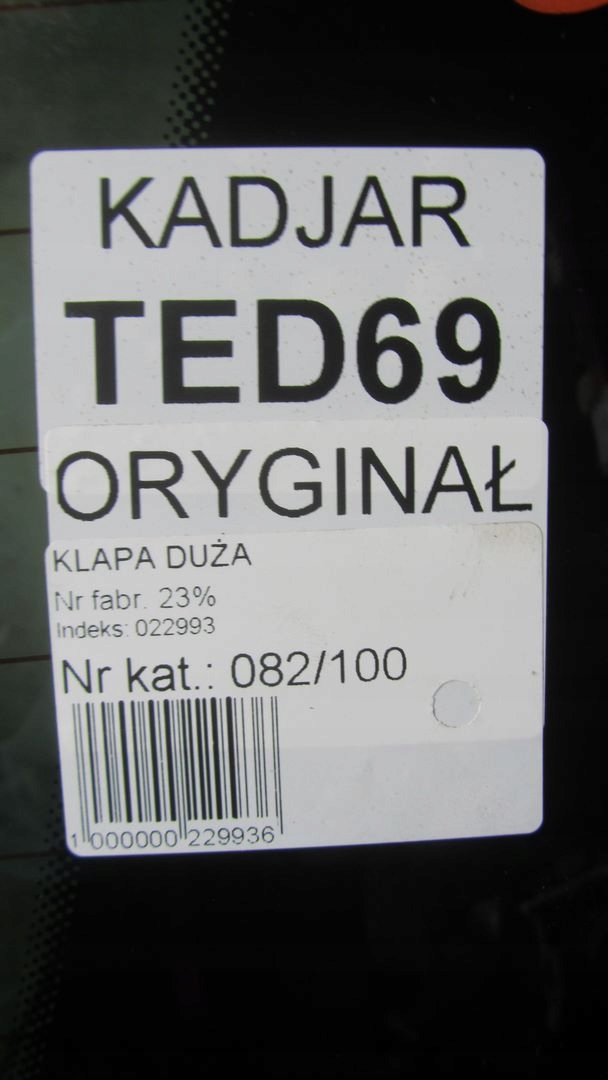 KADJAR
TED69
ORYGINAŁ
KLAPA DUŻA
Nr fabr. 23%
Indeks: 022993
Nr kat.: 082/100
1 000000 229936